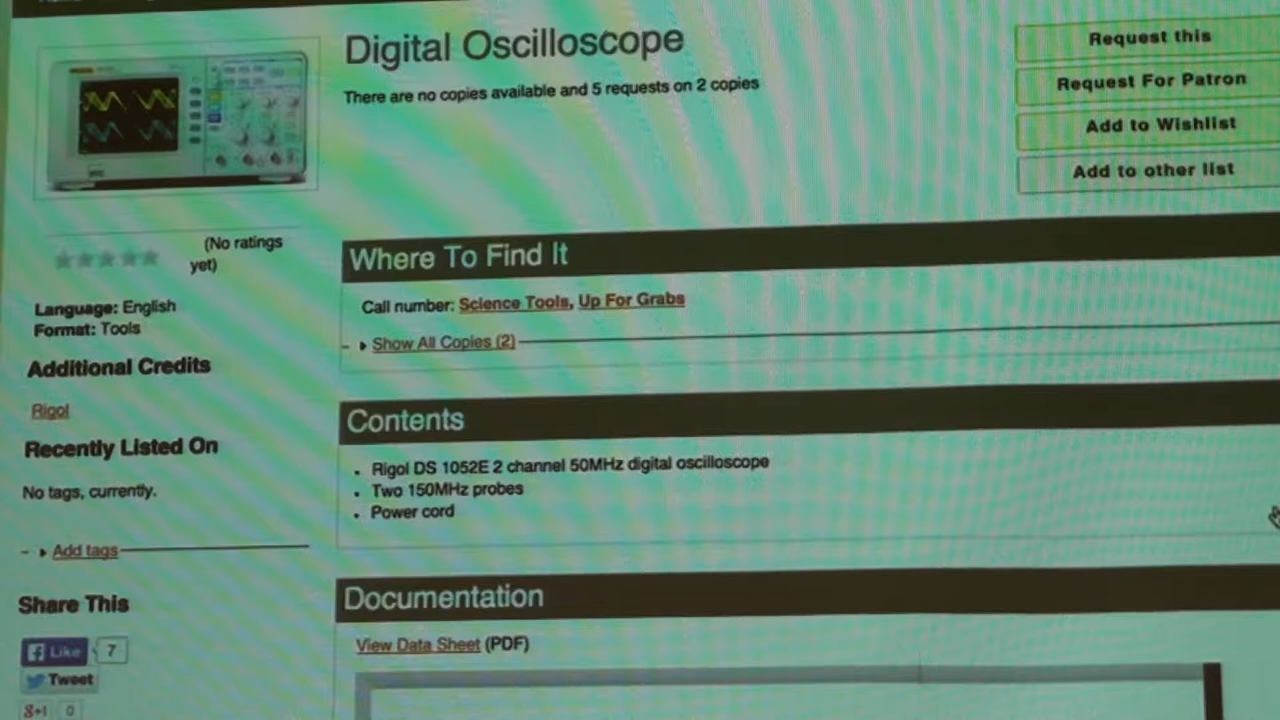 Digital Oscilloscope
There are no copies available and 5 requests on 2 copies
Request this
Request For Patron
Add to Wishlist
Add to other list
(No ratings
yet)
Language: English
Format: Tools
Additional Credits
Rigol
Recently Listed On
No tags, currently.
Add tags
Share This
Like
7
Tweet
g+1
0
Where To Find It
Call number: Science Tools, Up For Grabs
Show All Copies (2)
Contents
• Rigol DS 1052E 2 channel 50MHz digital oscilloscope
• Two 150MHz probes
• Power cord
Documentation
View Data Sheet (PDF)